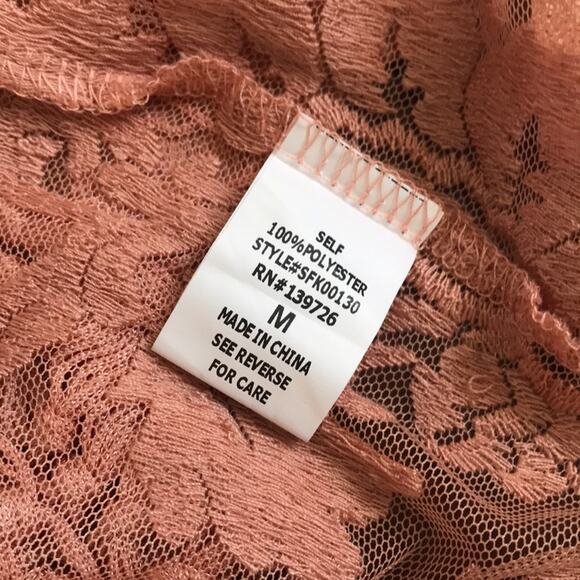 SELF
100%POLYESTER
STYLE#SFK00130
RN#139726
M
MADE IN CHINA
SEE REVERSE
FOR CARE